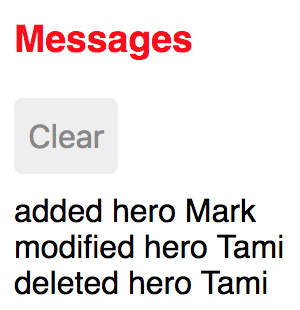 Messages
Clear
added hero Mark
modified hero Tami
deleted hero Tami